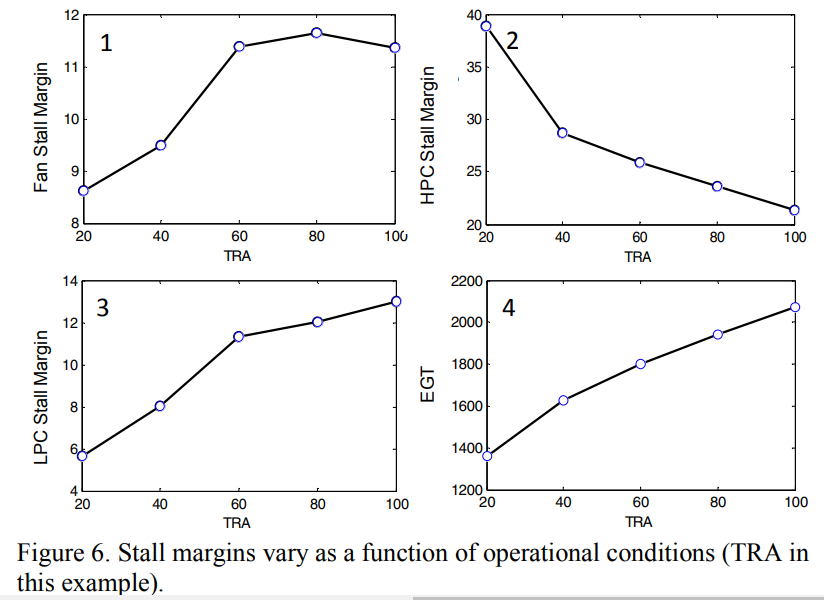 12
11
10
9
8
Fan Stall Margin
1
20 40 60 80 100
TRA
40
35
30
25
20
HPC Stall Margin
2
20 40 60 80 100
TRA
14
12
10
8
6
4
LPC Stall Margin
3
20 40 60 80 100
TRA
2200
2000
1800
1600
1400
1200
EGT
4
20 40 60 80 100
TRA
Figure 6. Stall margins vary as a function of operational conditions (TRA in
this example).